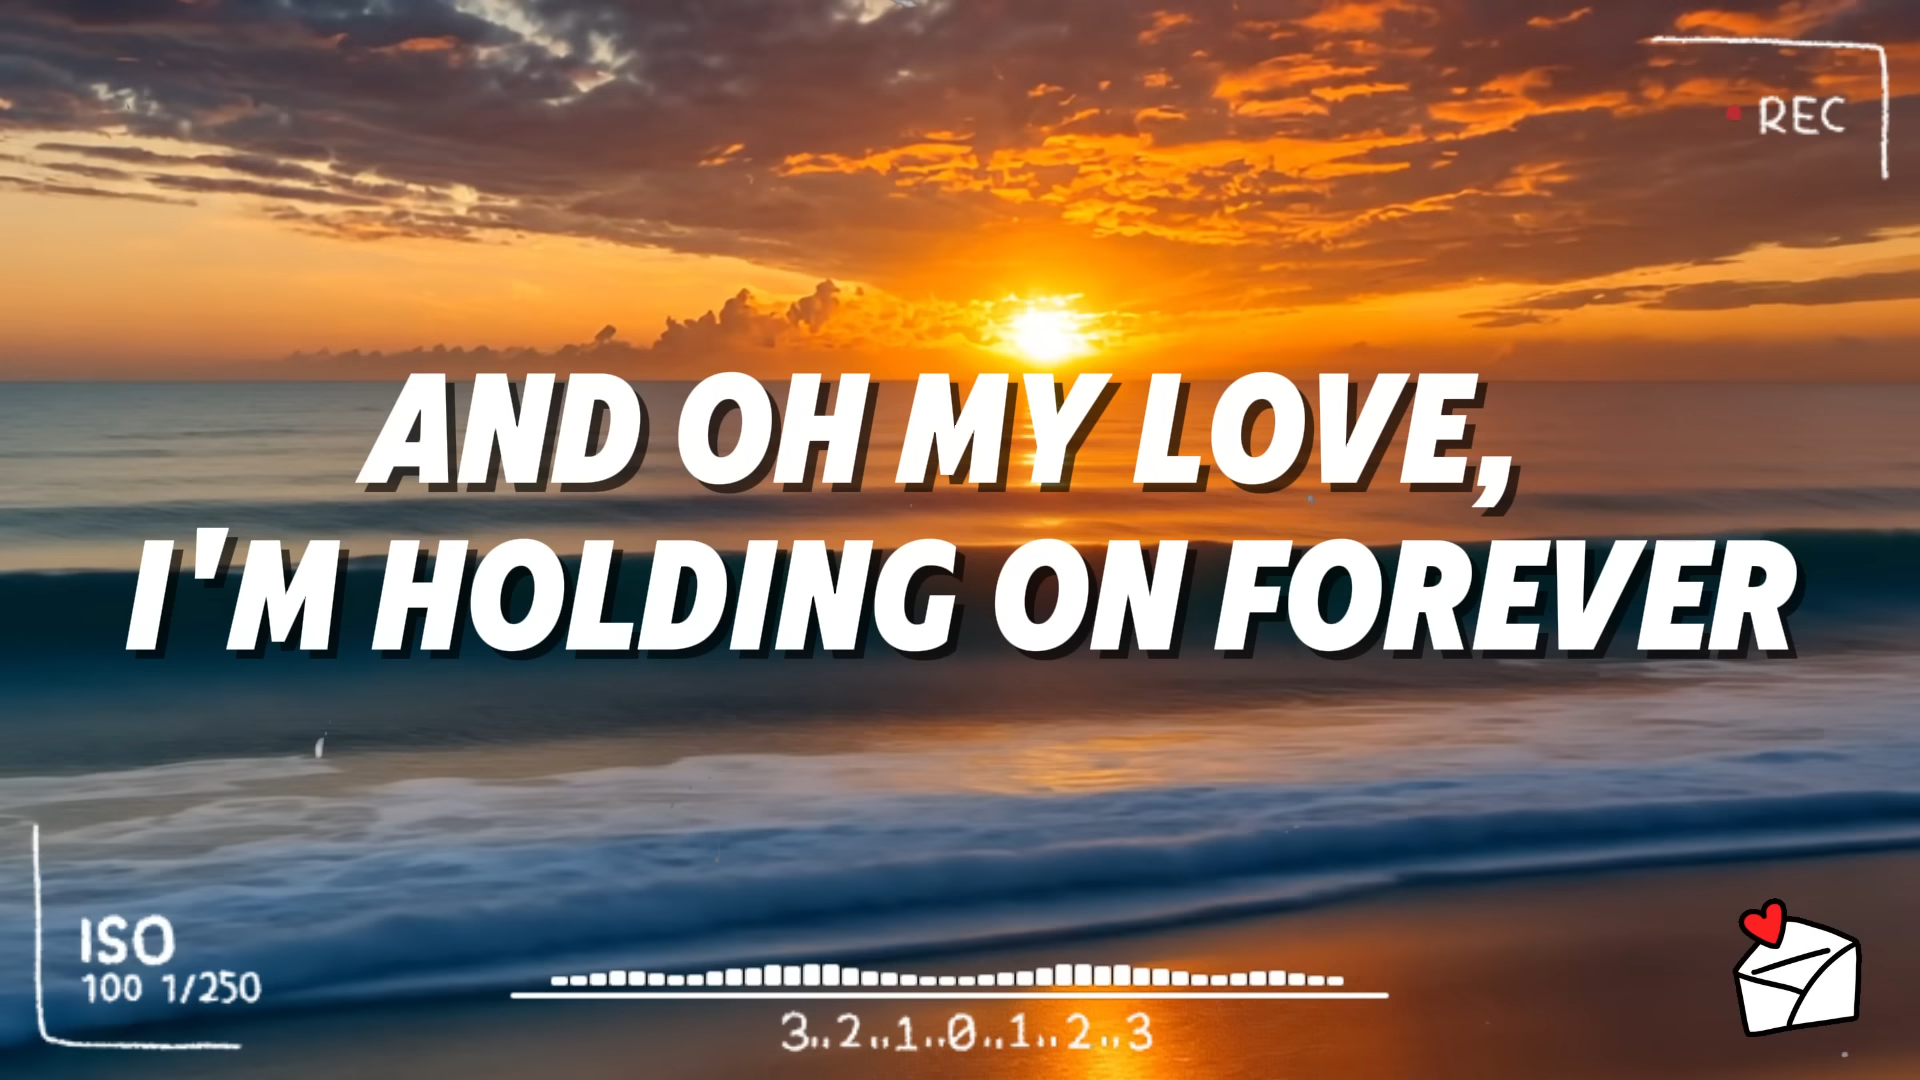 REC
AND OH MY LOVE,
I'M HOLDING ON FOREVER
ISO
100 1/250
3..2..1..0..1..2..3